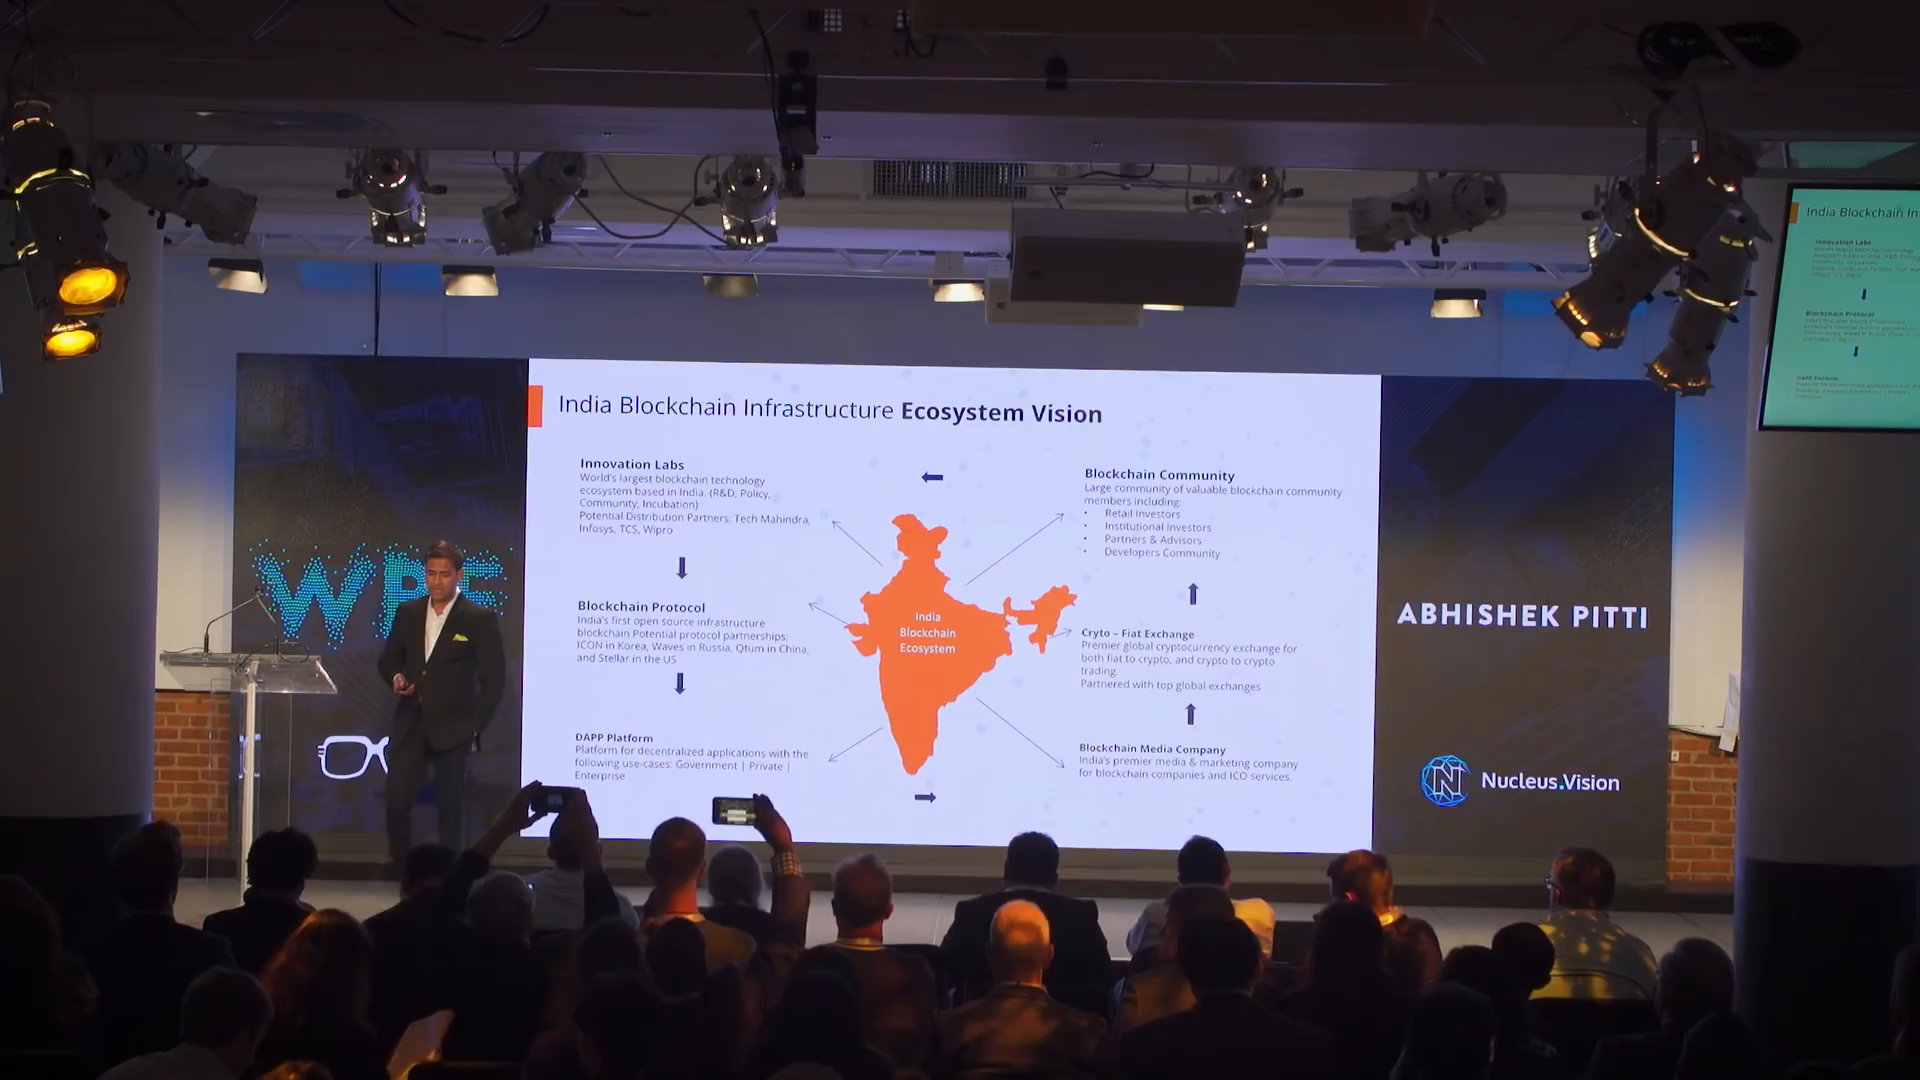 India Blockchain Infrastructure Ecosystem Vision
Innovation Labs
World's largest blockchain technology
ecosystem based in India. (R&D, Policy,
Community, Incubation)
Potential Distribution Partners: Tech Mahindra,
Infosys, TCS, Wipro
Blockchain Protocol
India's first open source infrastructure
blockchain Potential protocol partnerships:
ICON in Korea, Waves in Russia, Qtum in China,
and Stellar in the US
DAPP Platform
Platform for decentralized applications with the
following use-cases: Government | Private |
Enterprise
India
Blockchain
Ecosystem
Blockchain Community
Large community of valuable blockchain community
members including:
• Retail Investors
• Institutional Investors
• Partners & Advisors
• Developers Community
Cryto – Fiat Exchange
Premier global cryptocurrency exchange for
both fiat to crypto, and crypto to crypto
trading.
Partnered with top global exchanges
Blockchain Media Company
India's premier media & marketing company
for blockchain companies and ICO services.
ABHISHEK PITTI
Nucleus.Vision
India Blockchain In
Innovation Labs
Blockchain Protocol
DAPP Platform